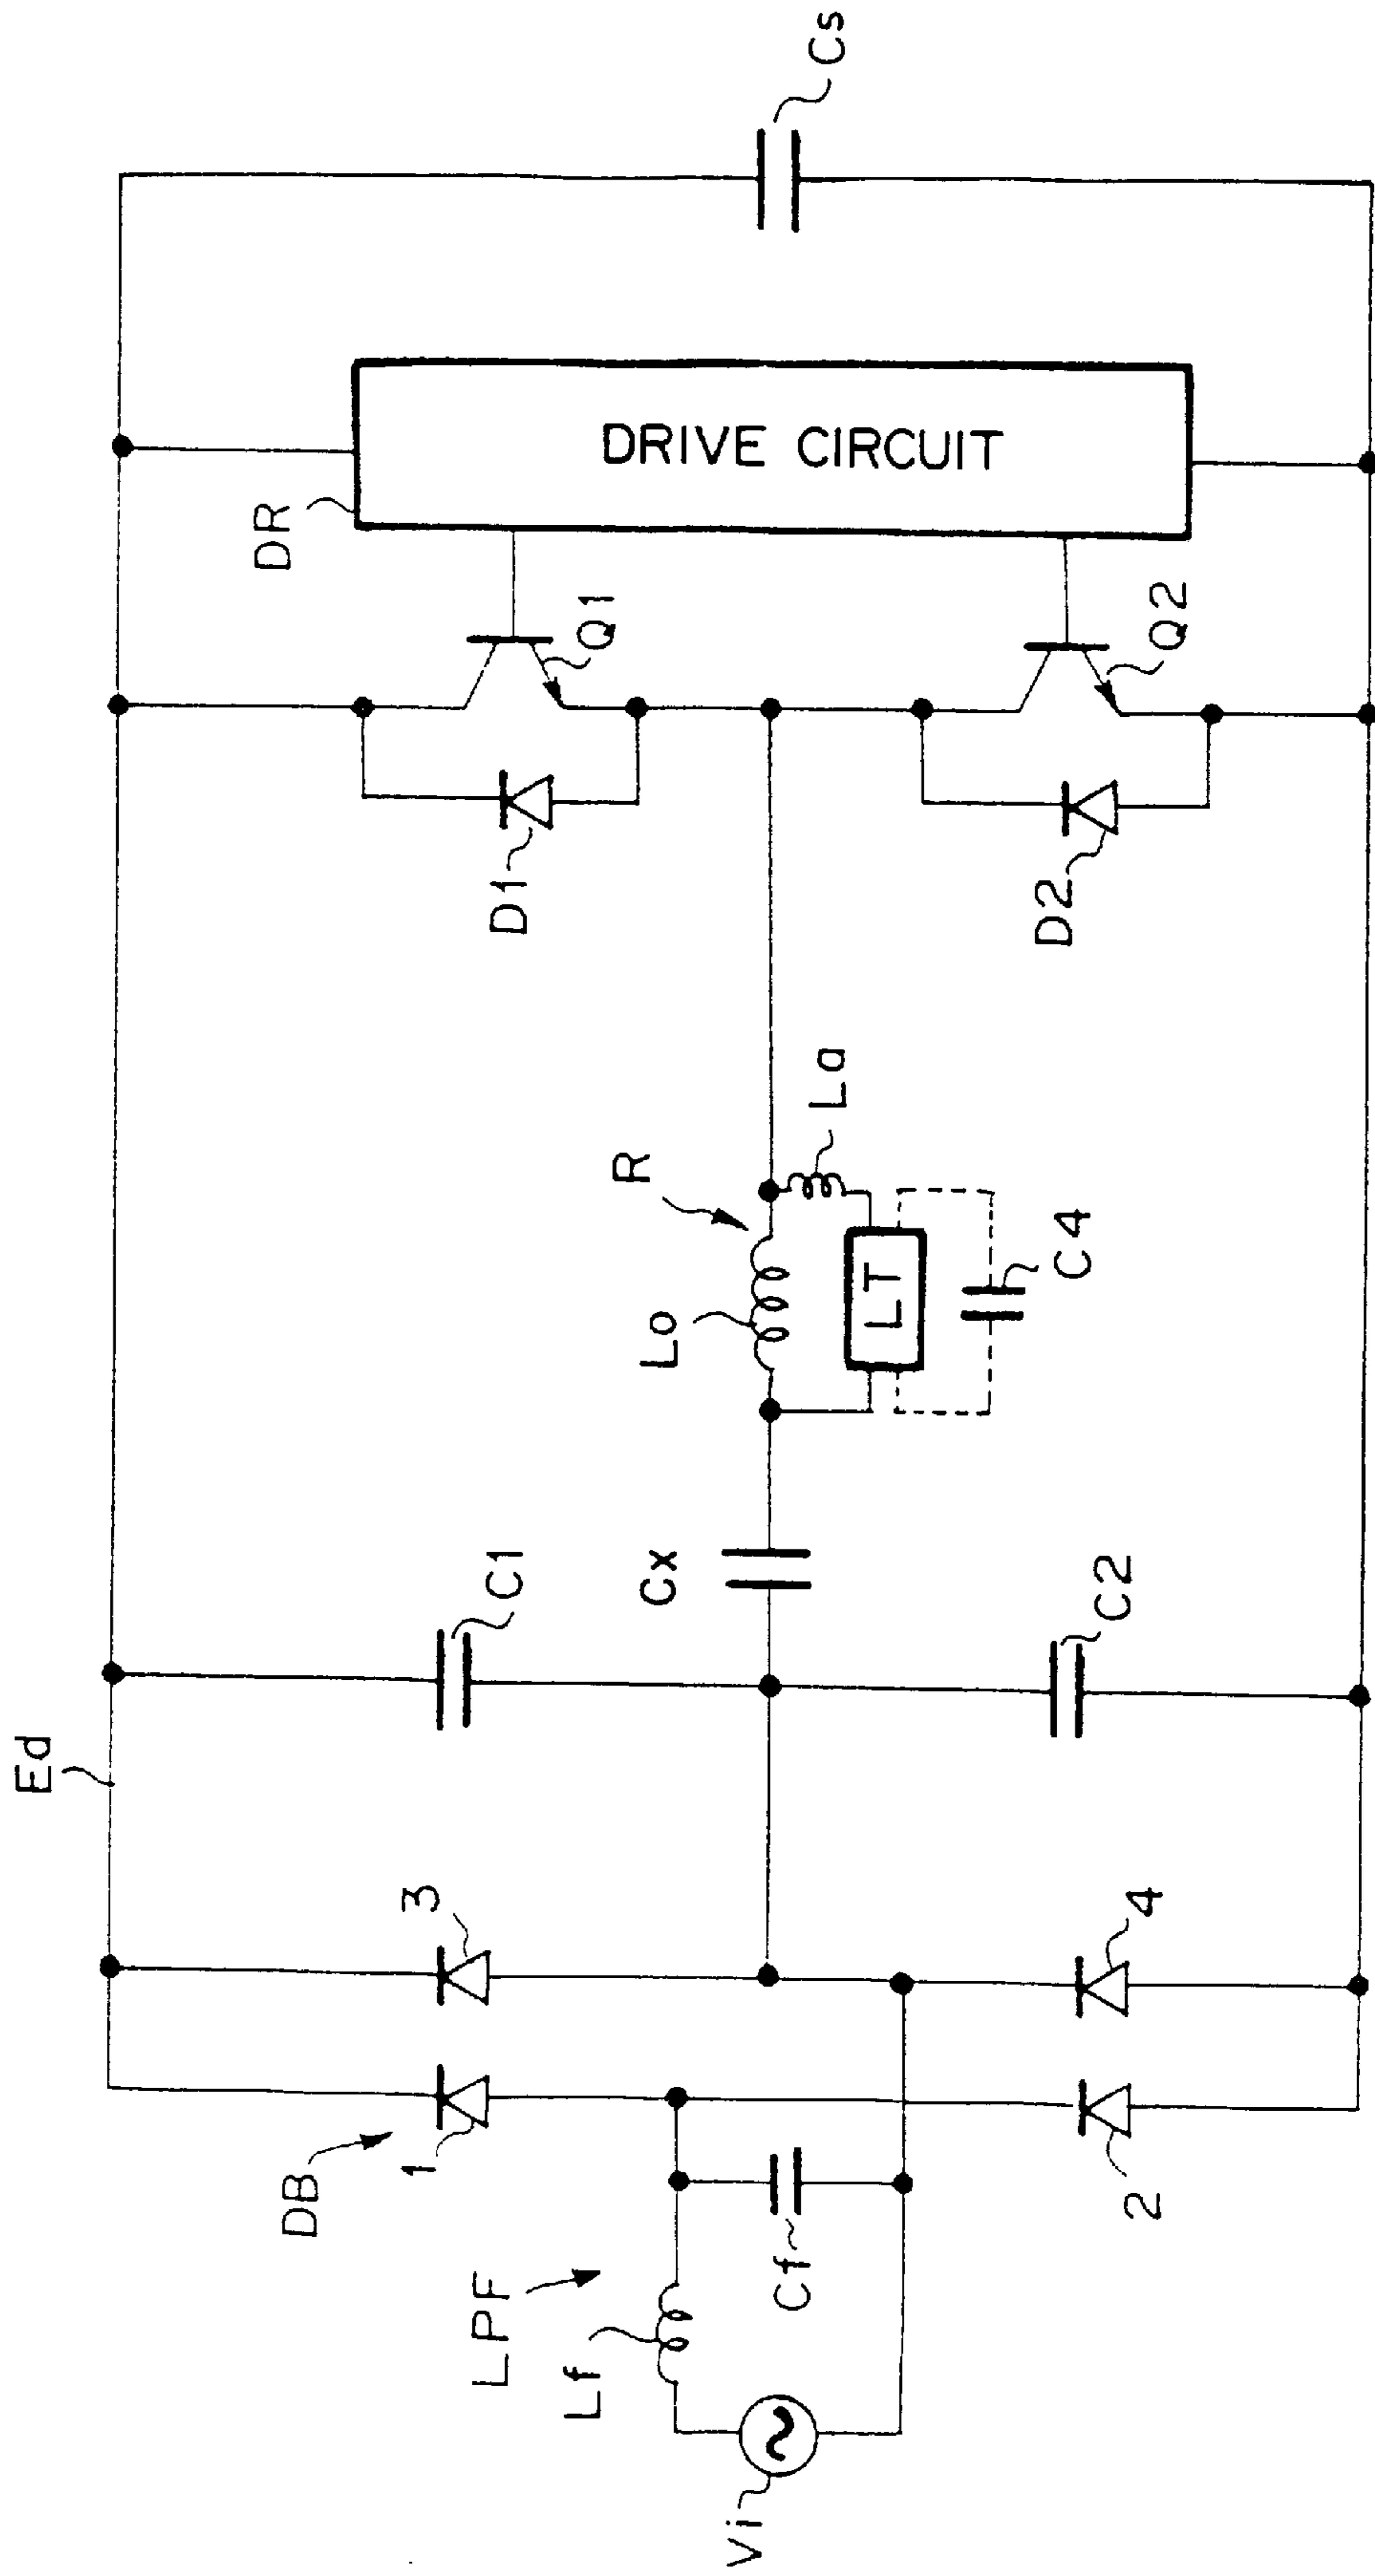 Vi
Lf
LPF
Cf
DB
1
2
3
4
Ed
C1
C2
Cx
Lo
R
LT
La
C4
D1
D2
Q1
Q2
DR
DRIVE CIRCUIT
Cs